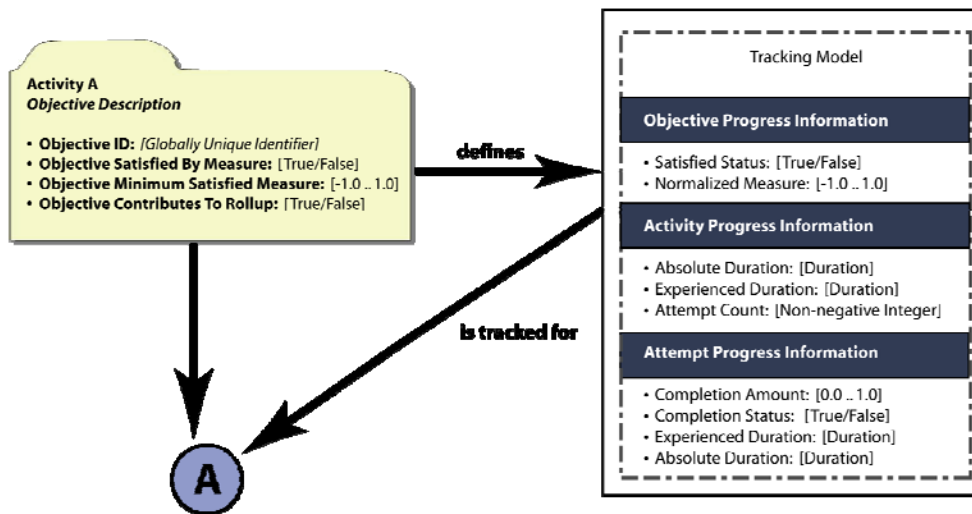 Activity A
Objective Description
• Objective ID: [Globally Unique Identifier]
• Objective Satisfied By Measure: [True/False]
• Objective Minimum Satisfied Measure: [-1.0 .. 1.0]
• Objective Contributes To Rollup: [True/False]
defines
is tracked for
A
Tracking Model
Objective Progress Information
• Satisfied Status: [True/False]
• Normalized Measure: [-1.0 .. 1.0]
Activity Progress Information
• Absolute Duration: [Duration]
• Experienced Duration: [Duration]
• Attempt Count: [Non-negative Integer]
Attempt Progress Information
• Completion Amount: [0.0 .. 1.0]
• Completion Status: [True/False]
• Experienced Duration: [Duration]
• Absolute Duration: [Duration]